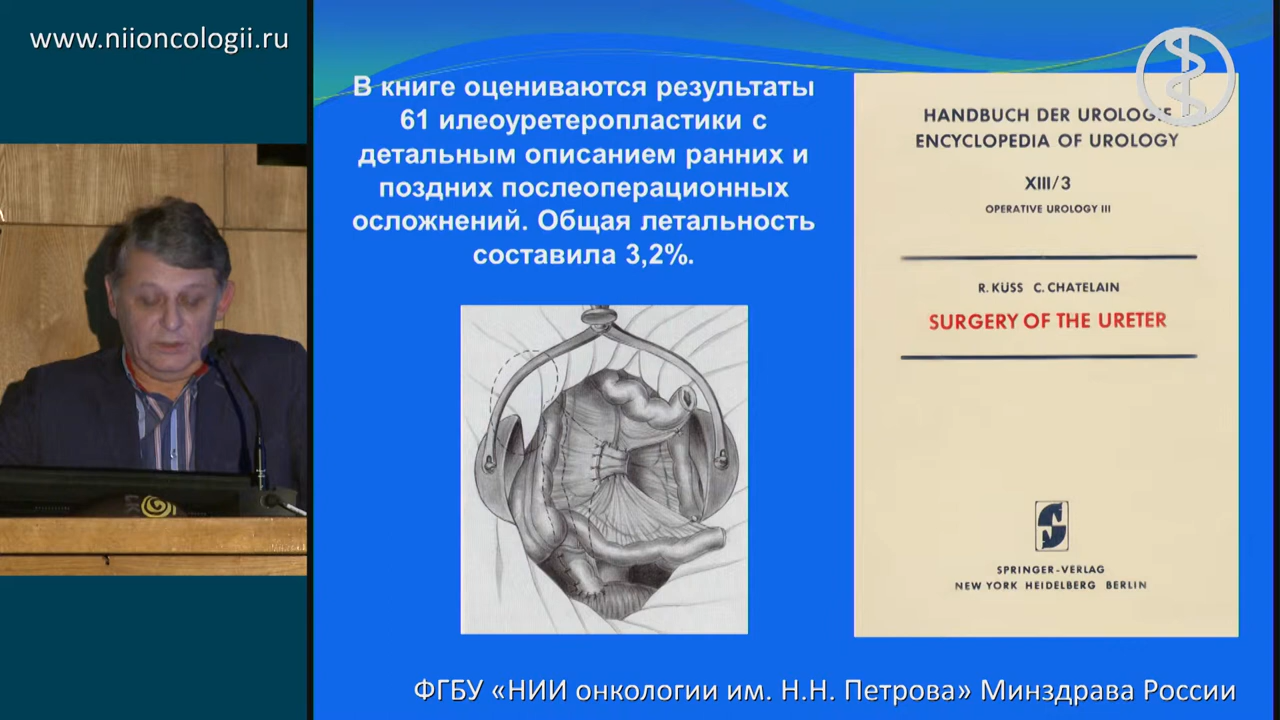 www.niioncologii.ru
В книге оцениваются результаты
61 илеоуретеропластики с
детальным описанием ранних и
поздних послеоперационных
осложнений. Общая летальность
составила 3,2%.
HANDBUCH DER UROLOGIE
ENCYCLOPEDIA OF UROLOGY
XIII/3
OPERATIVE UROLOGY III
R. KÜSS C. CHATELAIN
SURGERY OF THE URETER
SPRINGER-VERLAG
NEW YORK HEIDELBERG BERLIN
ФГБУ «НИИ онкологии им. Н.Н. Петрова» Минздрава России